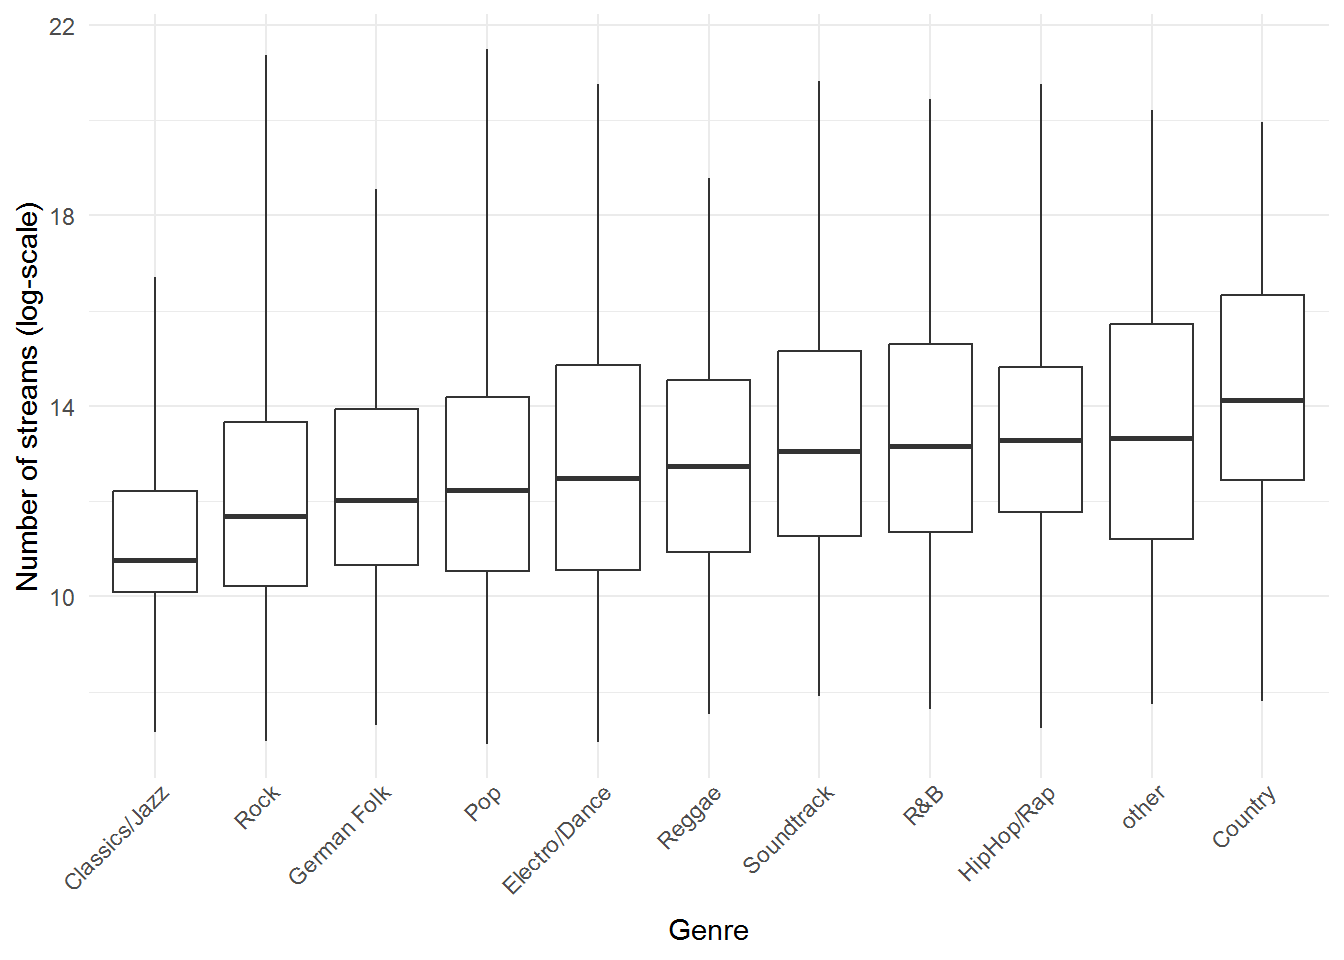 22
18
14
10
Number of streams (log-scale)
Classics/Jazz
Rock
German Folk
Pop
Electro/Dance
Reggae
Soundtrack
R&B
HipHop/Rap
other
Country
Genre